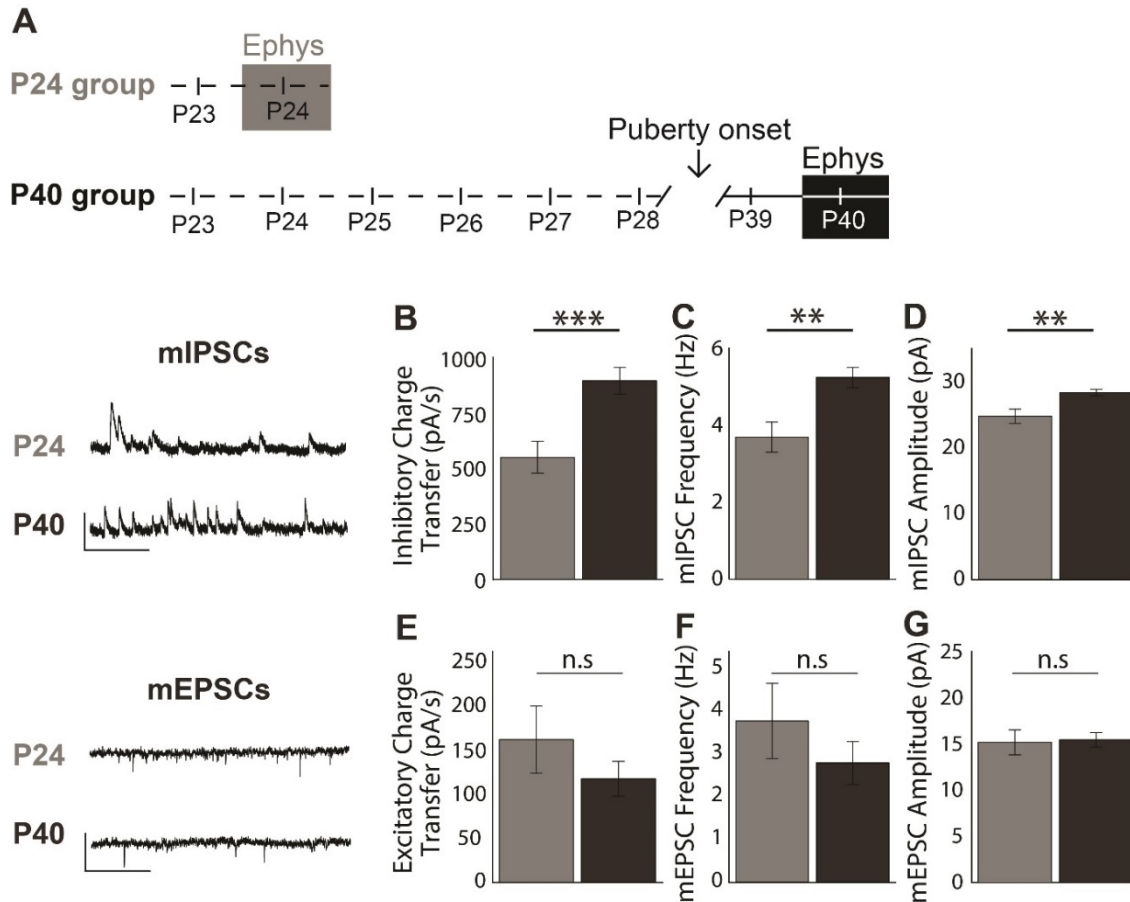 A
Ephys
P24 group
P23
P24
Puberty onset
Ephys
P40 group
P23
P24
P25
P26
P27
P28
P39
P40
mIPSCs
P24
P40
B
***
Inhibitory Charge
Transfer (pA/s)
1000
750
500
250
0
C
**
mIPSC Frequency (Hz)
6
4
2
0
D
**
mIPSC Amplitude (pA)
30
20
10
0
mEPSCs
P24
P40
E
n.s
Excitatory Charge
Transfer (pA/s)
250
200
150
100
50
0
F
n.s
mEPSC Frequency (Hz)
5
4
3
2
1
0
G
n.s
mEPSC Amplitude (pA)
25
20
15
10
5
0